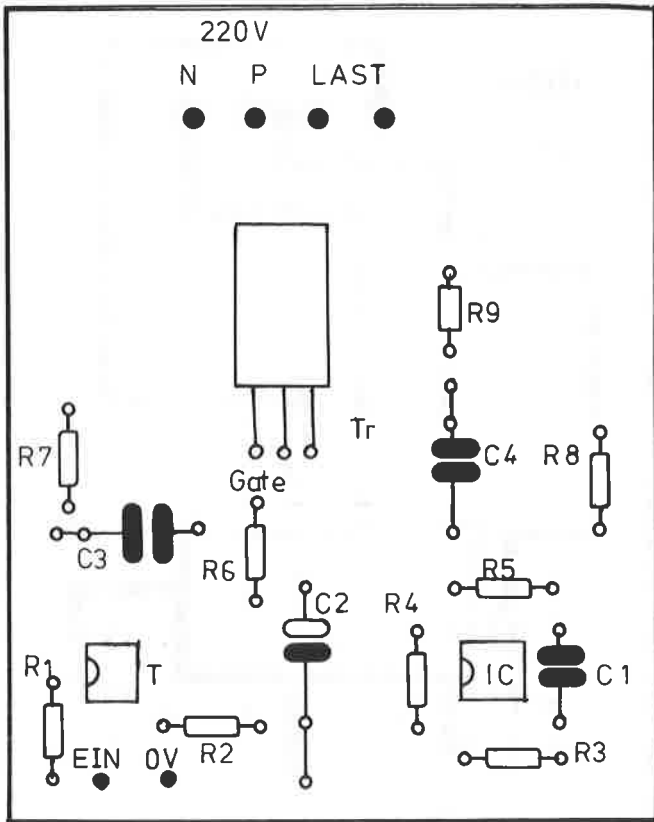 220V
N P LAST
R9
Tr
R7 C4 R8
Gate
C3
R6 R5
C2 R4
R1 T IC C1
EIN 0V R2 R3